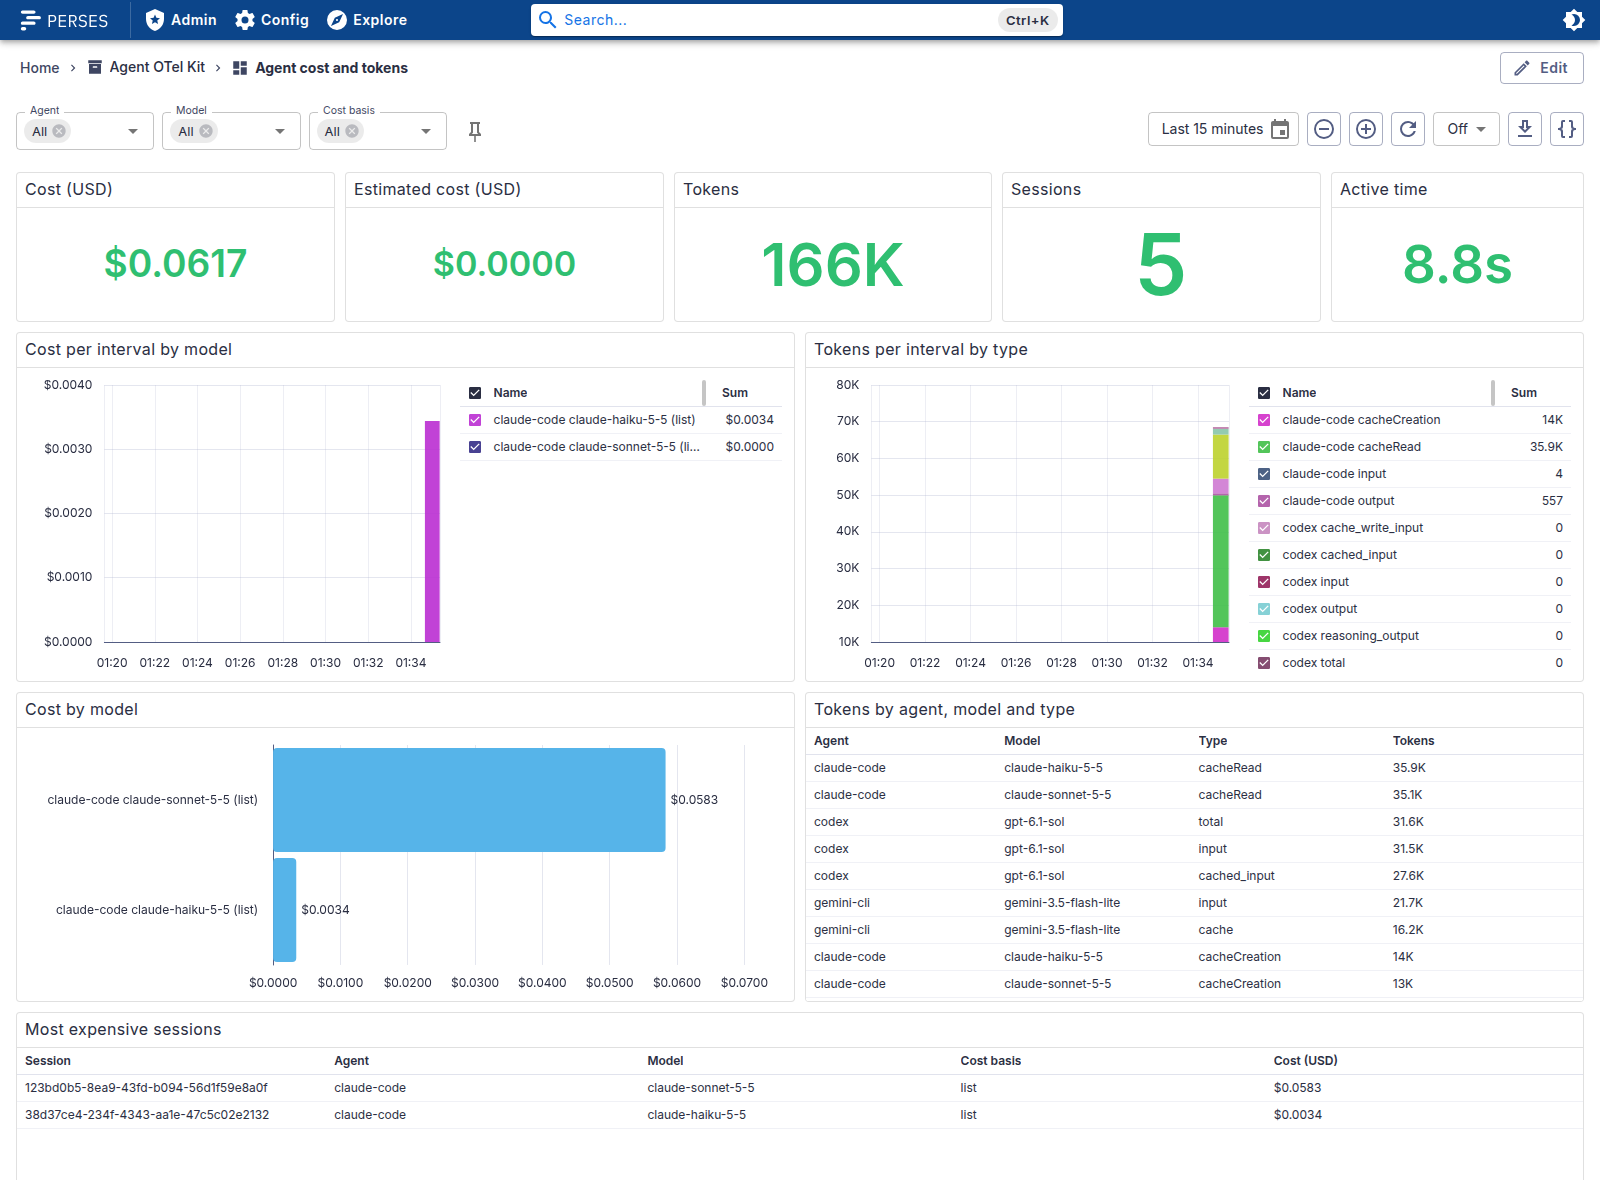 PERSES
Admin
Config
Explore
Search...
Ctrl+K
Home › Agent OTel Kit › Agent cost and tokens
Edit
Agent
All
Model
All
Cost basis
All
Last 15 minutes
Off
Cost (USD)
$0.0617
Estimated cost (USD)
$0.0000
Tokens
166K
Sessions
5
Active time
8.8s
Cost per interval by model
$0.0040
$0.0030
$0.0020
$0.0010
$0.0000
01:20 01:22 01:24 01:26 01:28 01:30 01:32 01:34
Name Sum
claude-code claude-haiku-5-5 (list) $0.0034
claude-code claude-sonnet-5-5 (li... $0.0000
Tokens per interval by type
80K
70K
60K
50K
40K
30K
20K
10K
01:20 01:22 01:24 01:26 01:28 01:30 01:32 01:34
Name Sum
claude-code cacheCreation 14K
claude-code cacheRead 35.9K
claude-code input 4
claude-code output 557
codex cache_write_input 0
codex cached_input 0
codex input 0
codex output 0
codex reasoning_output 0
codex total 0
Cost by model
claude-code claude-sonnet-5-5 (list) $0.0583
claude-code claude-haiku-5-5 (list) $0.0034
$0.0000 $0.0100 $0.0200 $0.0300 $0.0400 $0.0500 $0.0600 $0.0700
Tokens by agent, model and type
Agent Model Type Tokens
claude-code claude-haiku-5-5 cacheRead 35.9K
claude-code claude-sonnet-5-5 cacheRead 35.1K
codex gpt-6.1-sol total 31.6K
codex gpt-6.1-sol input 31.5K
codex gpt-6.1-sol cached_input 27.6K
gemini-cli gemini-3.5-flash-lite input 21.7K
gemini-cli gemini-3.5-flash-lite cache 16.2K
claude-code claude-haiku-5-5 cacheCreation 14K
claude-code claude-sonnet-5-5 cacheCreation 13K
Most expensive sessions
Session Agent Model Cost basis Cost (USD)
123bd0b5-8ea9-43fd-b094-56d1f59e8a0f claude-code claude-sonnet-5-5 list $0.0583
38d37ce4-234f-4343-aa1e-47c5c02e2132 claude-code claude-haiku-5-5 list $0.0034